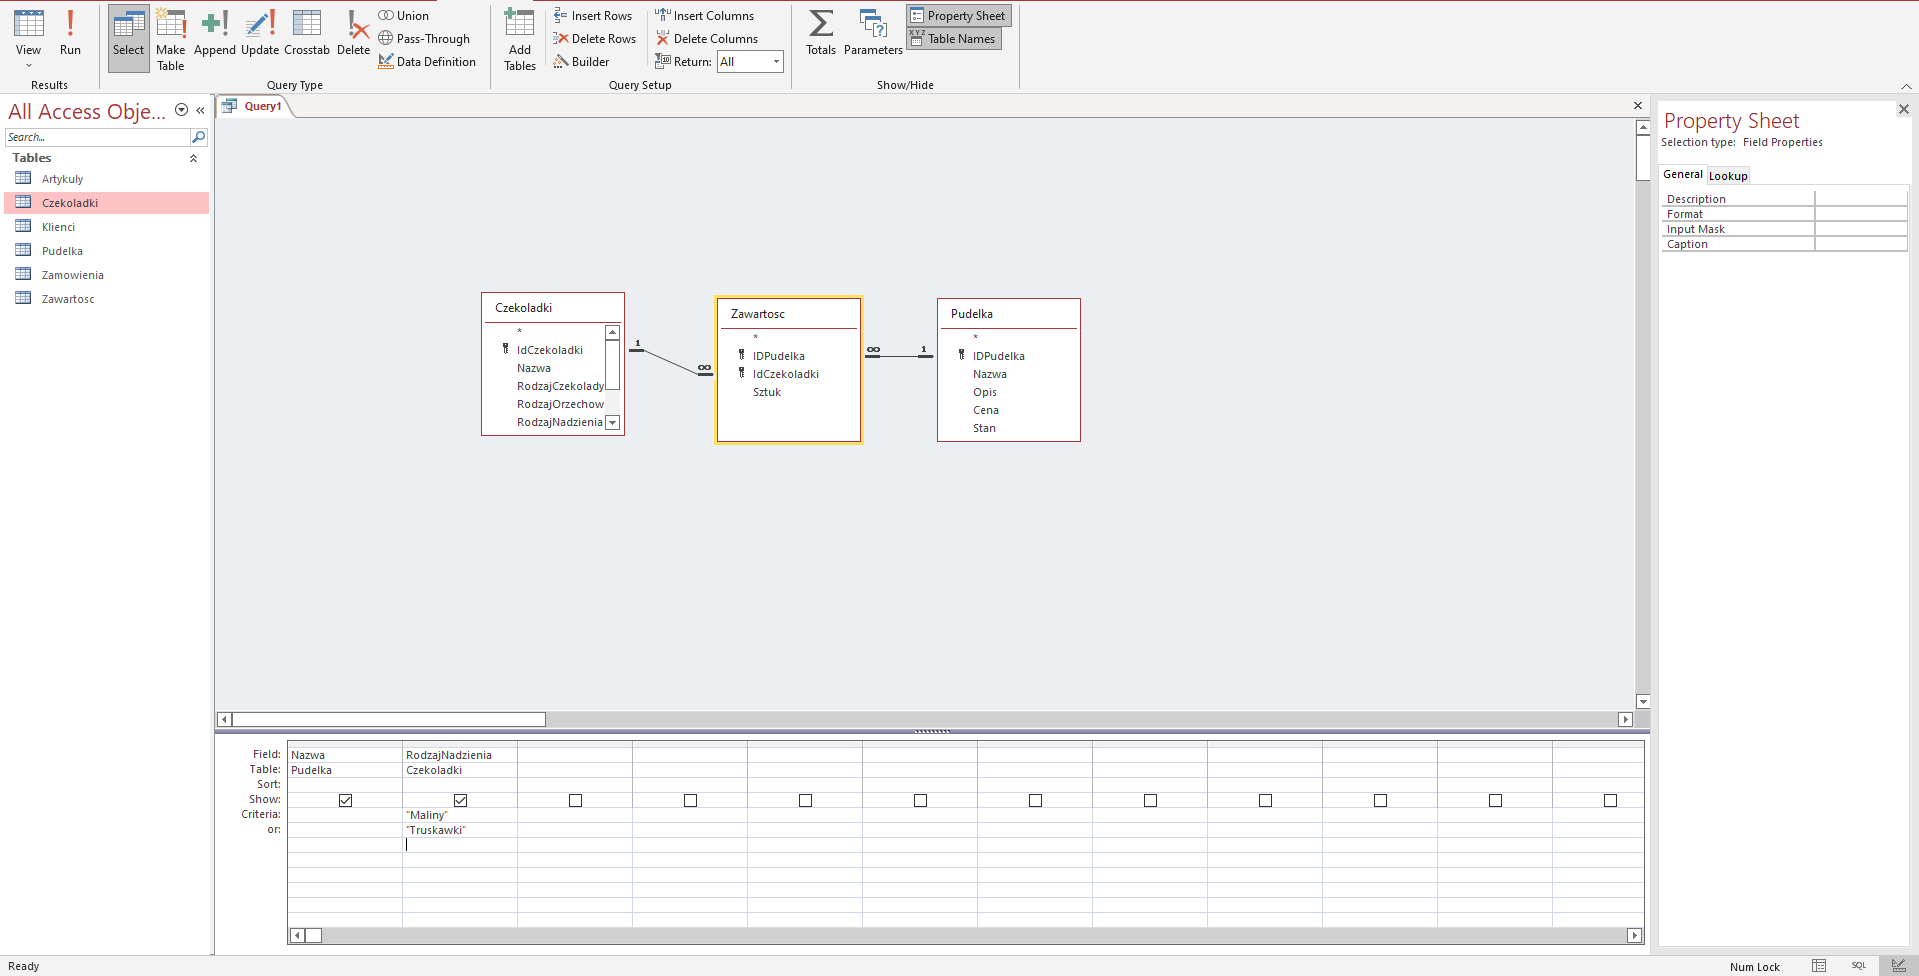 View
Run
Results
Select
Make Table
Append
Update
Crosstab
Delete
Union
Pass-Through
Data Definition
Query Type
Add Tables
Insert Rows
Delete Rows
Builder
Insert Columns
Delete Columns
Return: All
Query Setup
Totals
Parameters
Property Sheet
XYZ Table Names
Show/Hide
All Access Obje...
Search...
Tables
Artykuly
Czekoladki
Klienci
Pudelka
Zamowienia
Zawartosc
Query1
Czekoladki
*
IdCzekoladki
Nazwa
RodzajCzekolady
RodzajOrzechow
RodzajNadzienia
1
∞
Zawartosc
*
IDPudelka
IdCzekoladki
Sztuk
∞
1
Pudelka
*
IDPudelka
Nazwa
Opis
Cena
Stan
Field: Nazwa RodzajNadzienia
Table: Pudelka Czekoladki
Sort:
Show:
Criteria: "Maliny"
or: "Truskawki"
Property Sheet
Selection type: Field Properties
General Lookup
Description
Format
Input Mask
Caption
Ready
Num Lock
SQL